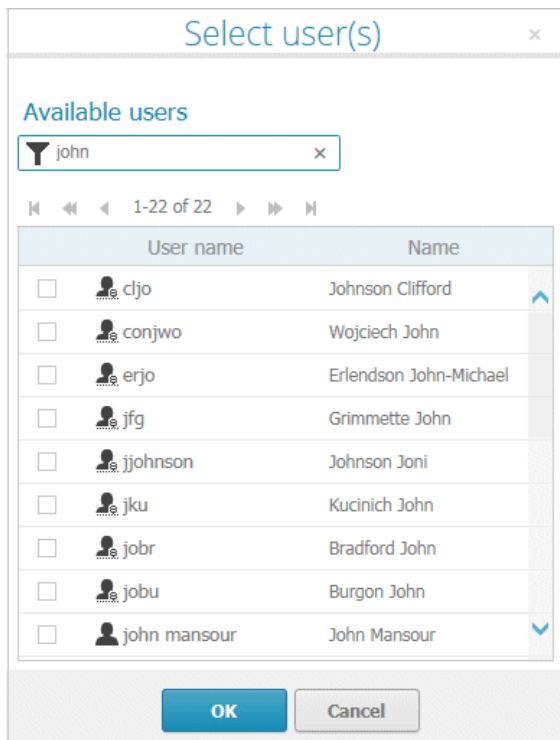 Select user(s)
Available users
john
1-22 of 22
User name Name
cljo Johnson Clifford
conjwo Wojciech John
erjo Erlendson John-Michael
jfg Grimmette John
jjohnson Johnson Joni
jku Kucinich John
jobr Bradford John
jobu Burgon John
john mansour John Mansour
OK Cancel